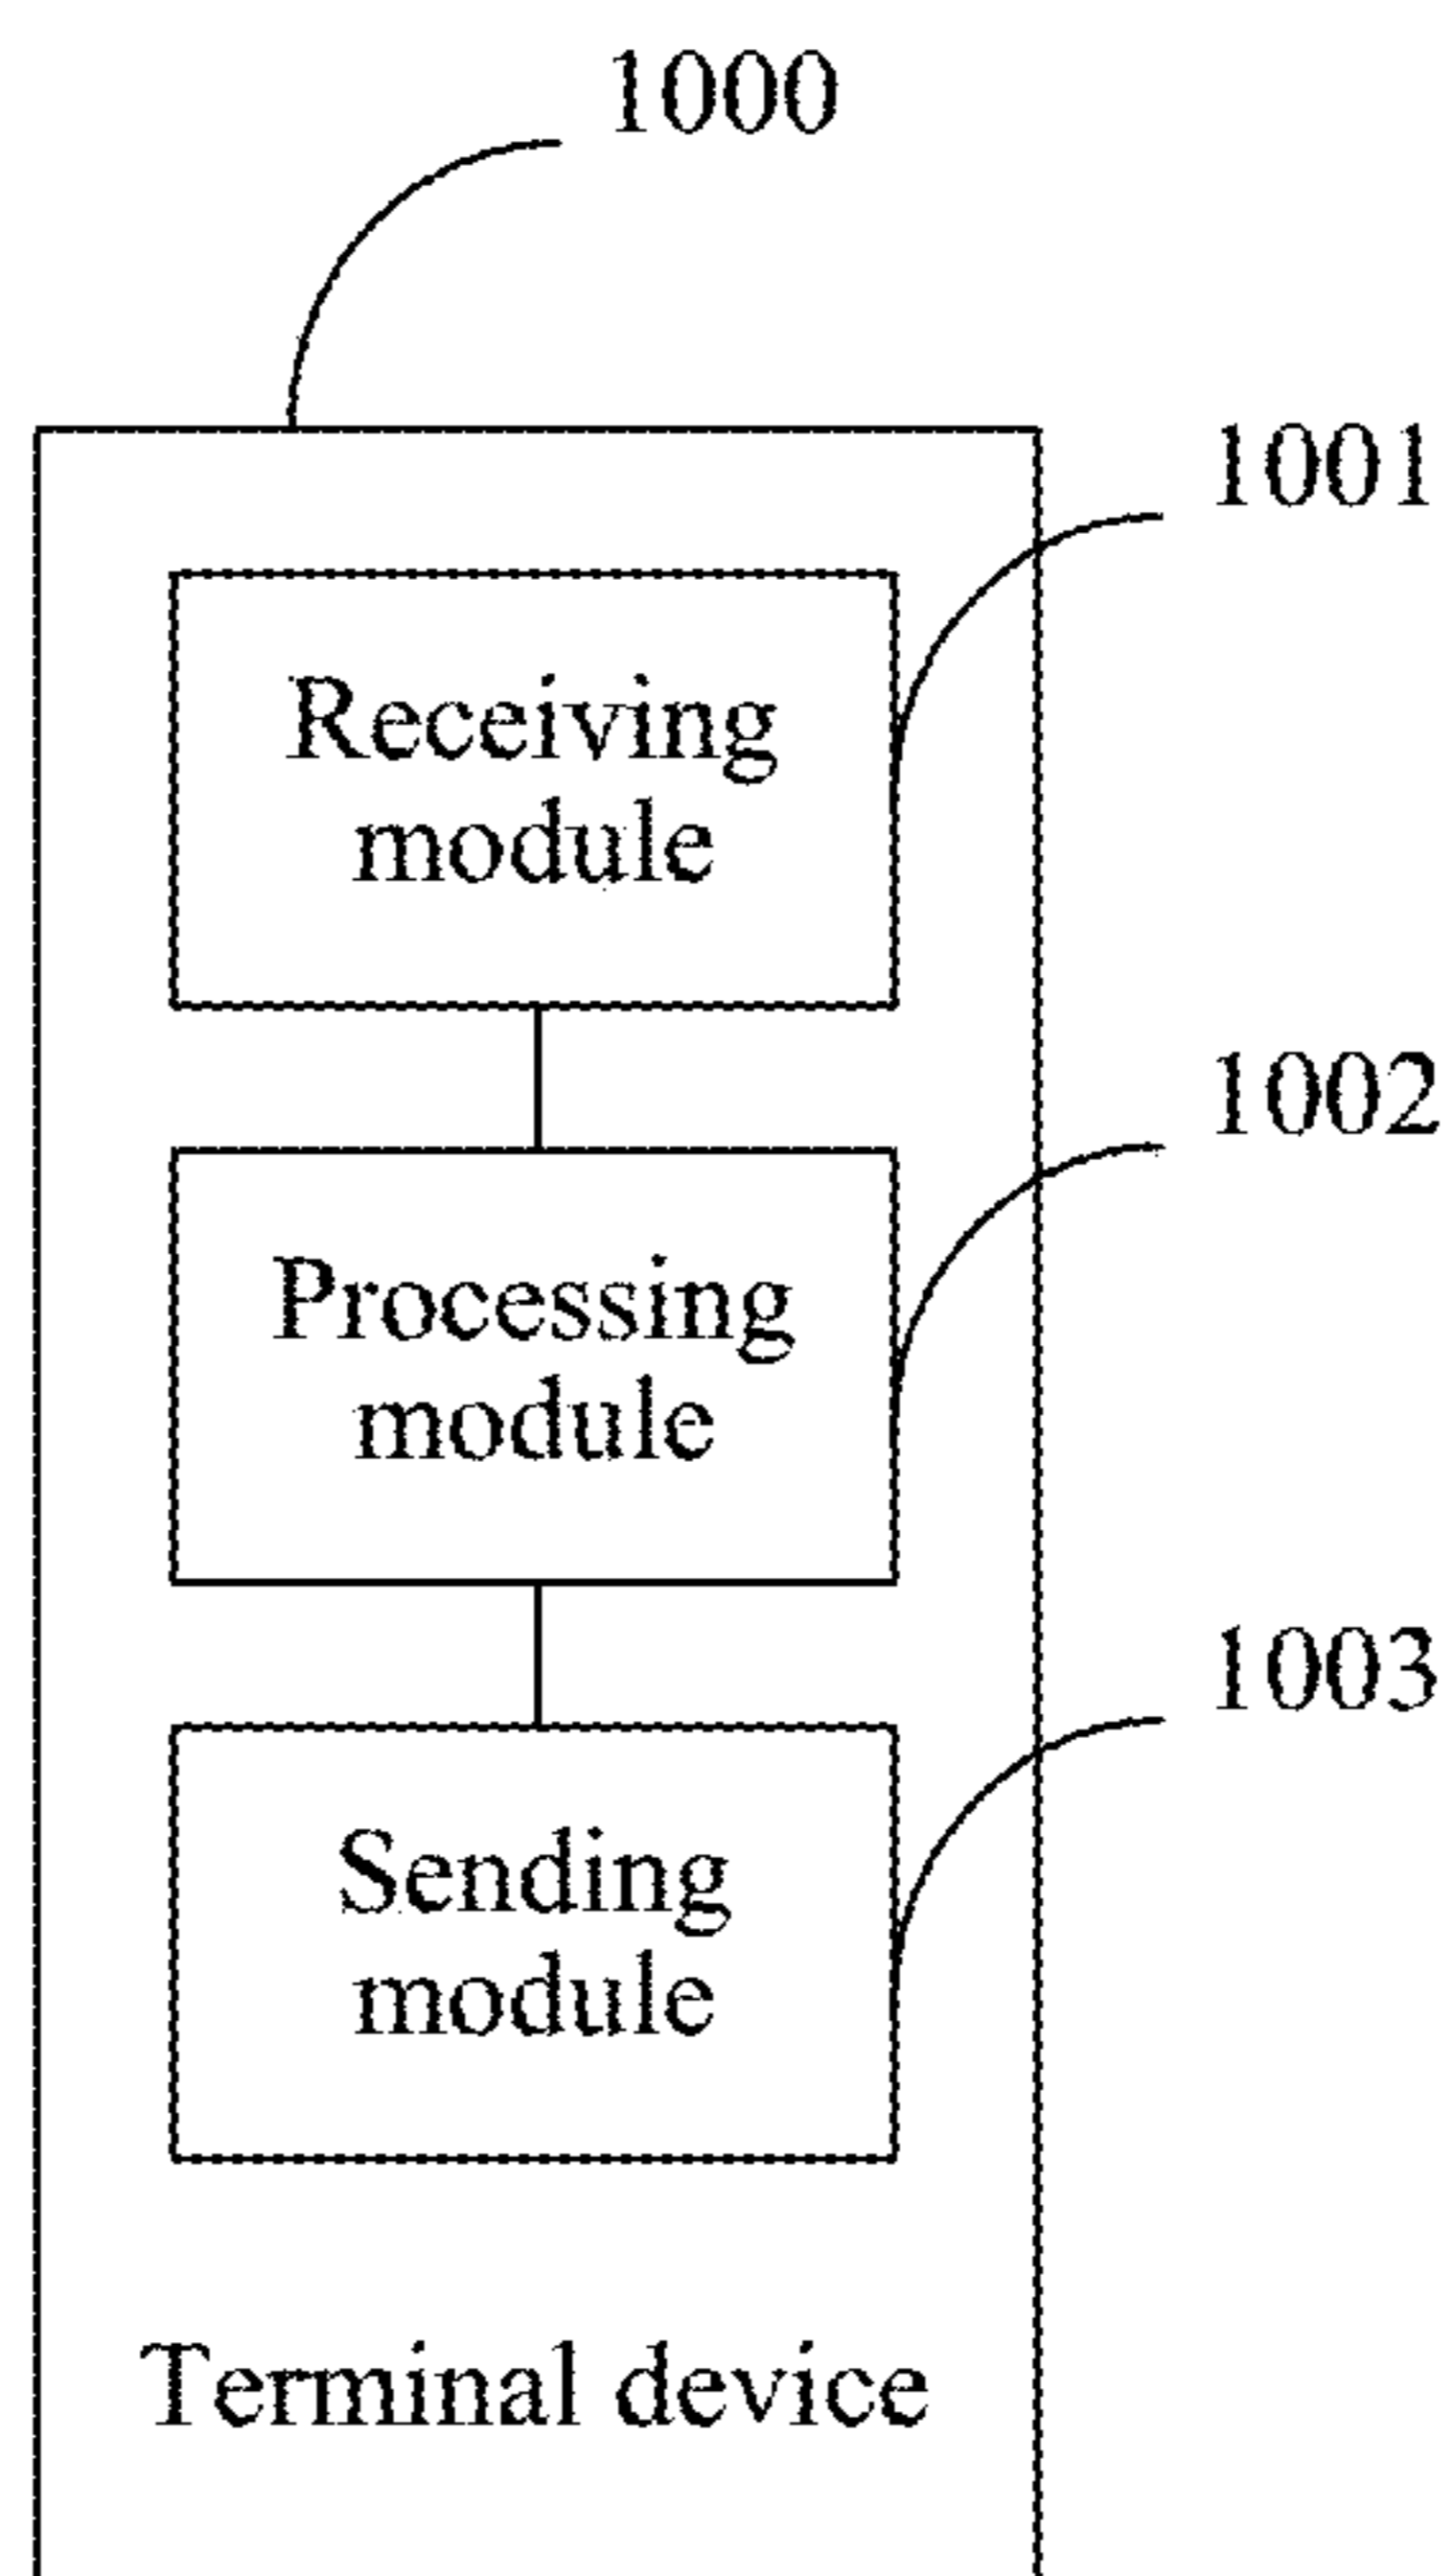 1000
1001
Receiving
module
1002
Processing
module
1003
Sending
module
Terminal device